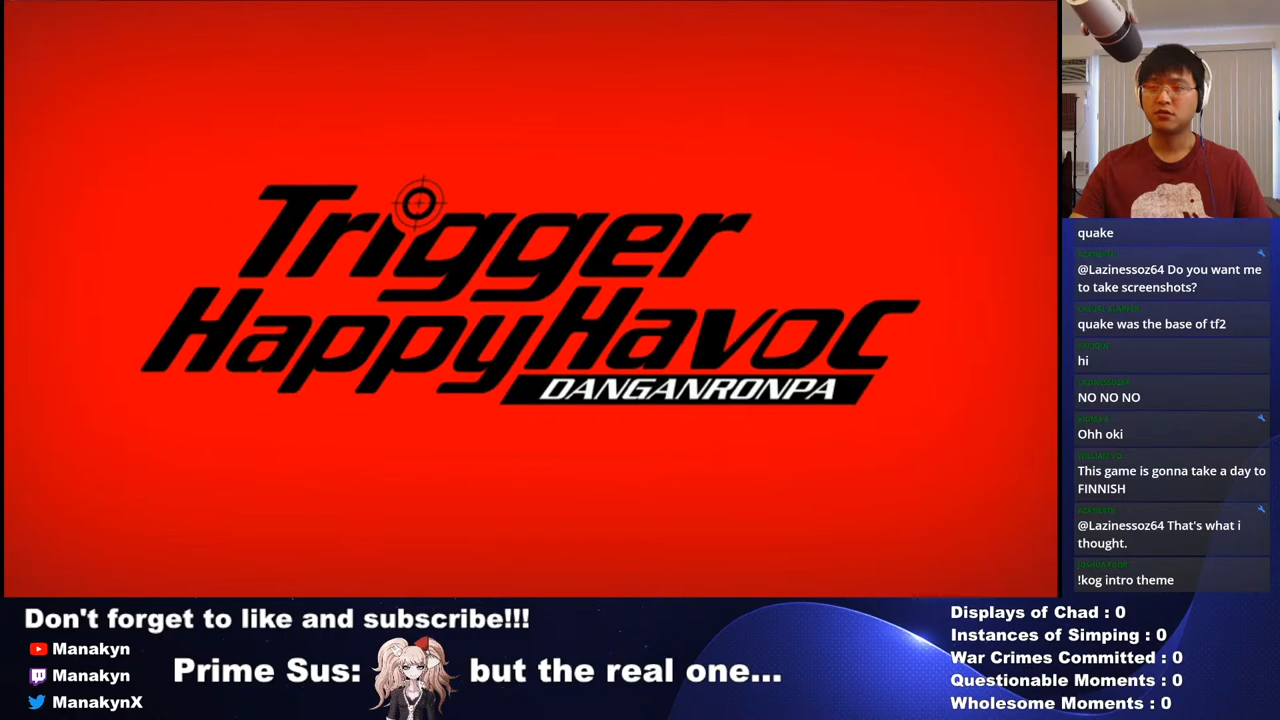 Trigger
HappyHavoc
DANGANRONPA
quake
@Lazinessoz64 Do you want me
to take screenshots?
quake was the base of tf2
hi
NO NO NO
Ohh oki
This game is gonna take a day to
FINNISH
@Lazinessoz64 That's what i
thought.
!kog intro theme
Don't forget to like and subscribe!!!
Manakyn
Manakyn
ManakynX
Prime Sus: but the real one...
Displays of Chad : 0
Instances of Simping : 0
War Crimes Committed : 0
Questionable Moments : 0
Wholesome Moments : 0